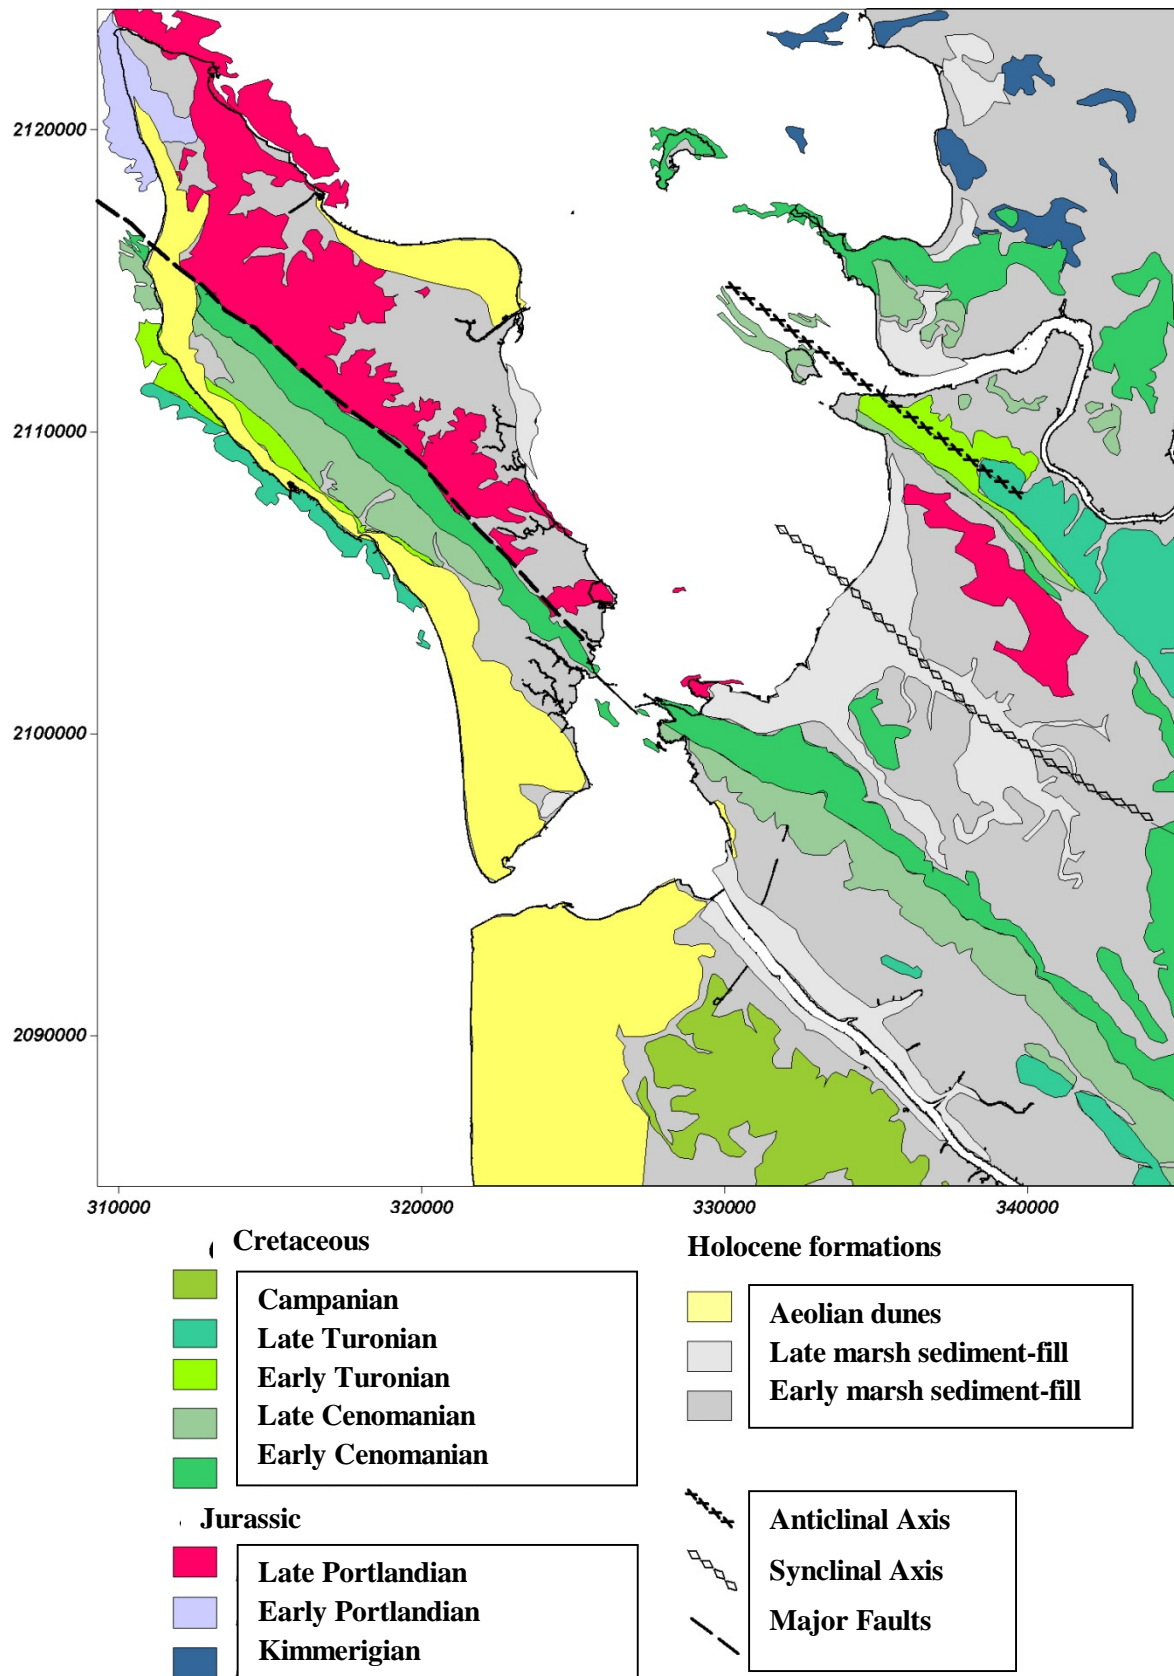 2120000
2110000
2100000
2090000
310000
320000
330000
340000
Cretaceous
Campanian
Late Turonian
Early Turonian
Late Cenomanian
Early Cenomanian
Jurassic
Late Portlandian
Early Portlandian
Kimmerigian
Holocene formations
Aeolian dunes
Late marsh sediment-fill
Early marsh sediment-fill
Anticlinal Axis
Synclinal Axis
Major Faults